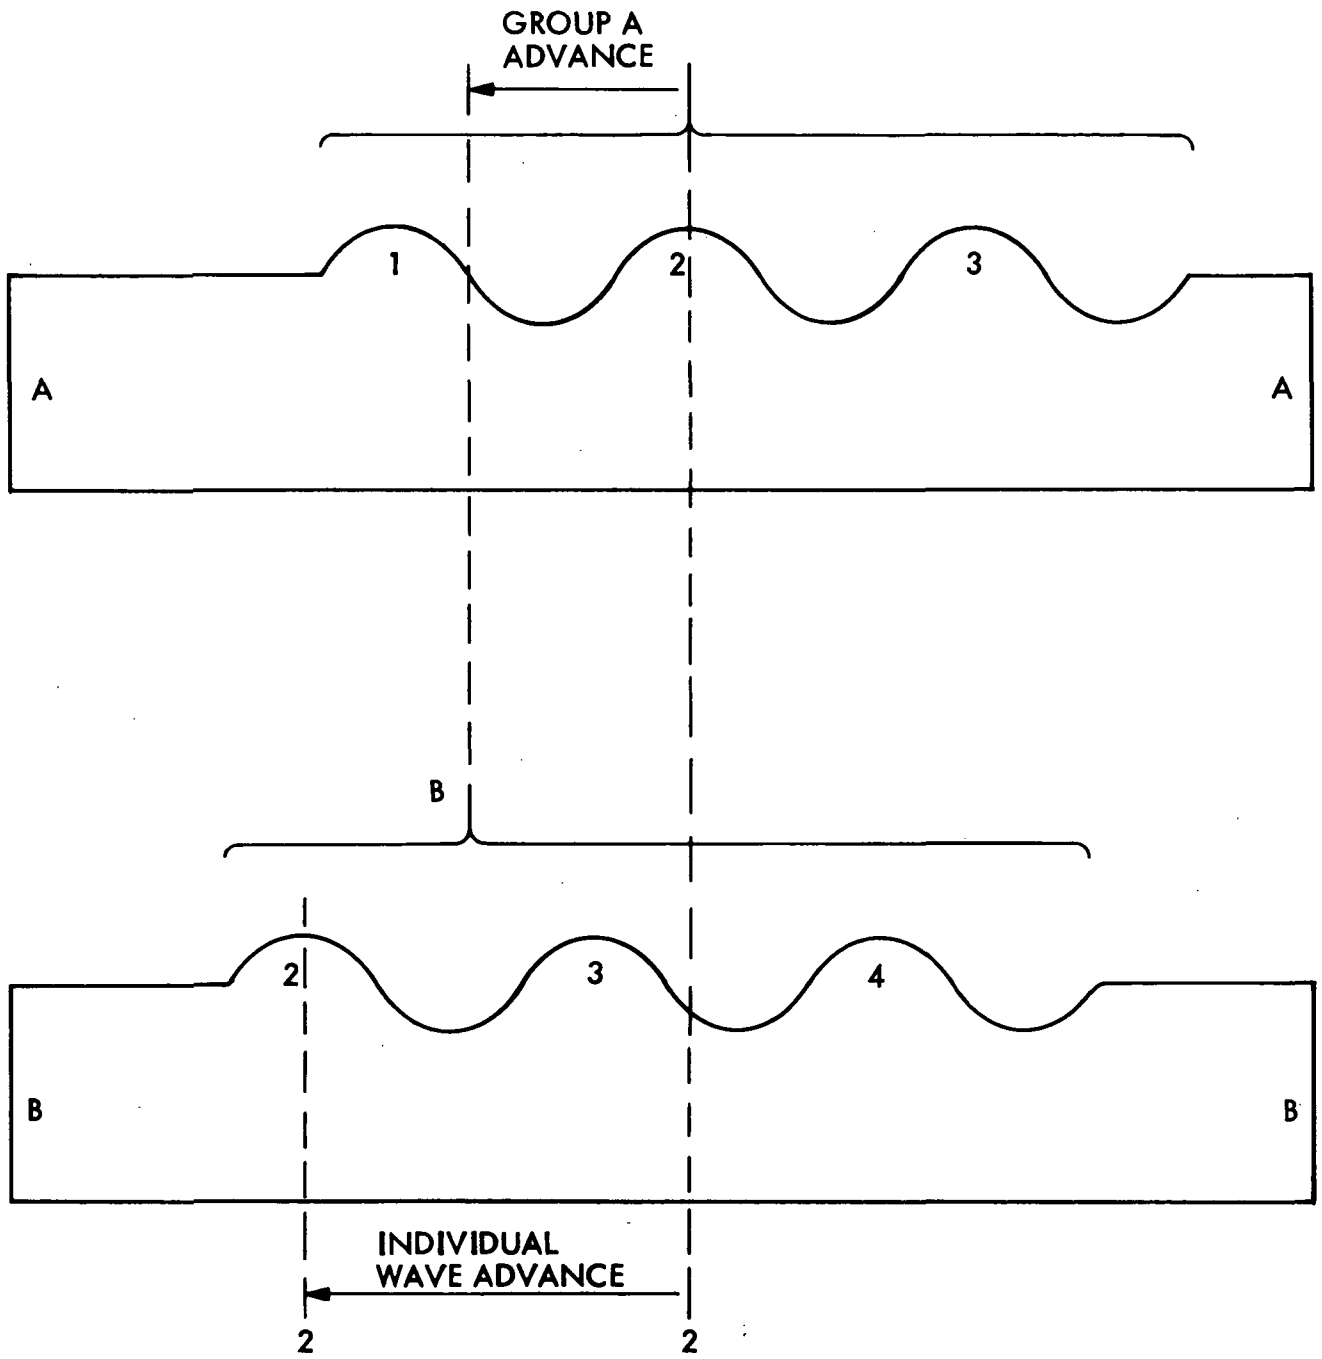 GROUP A
ADVANCE
1 2 3
A A
B
2 3 4
B B
INDIVIDUAL
WAVE ADVANCE
2 2